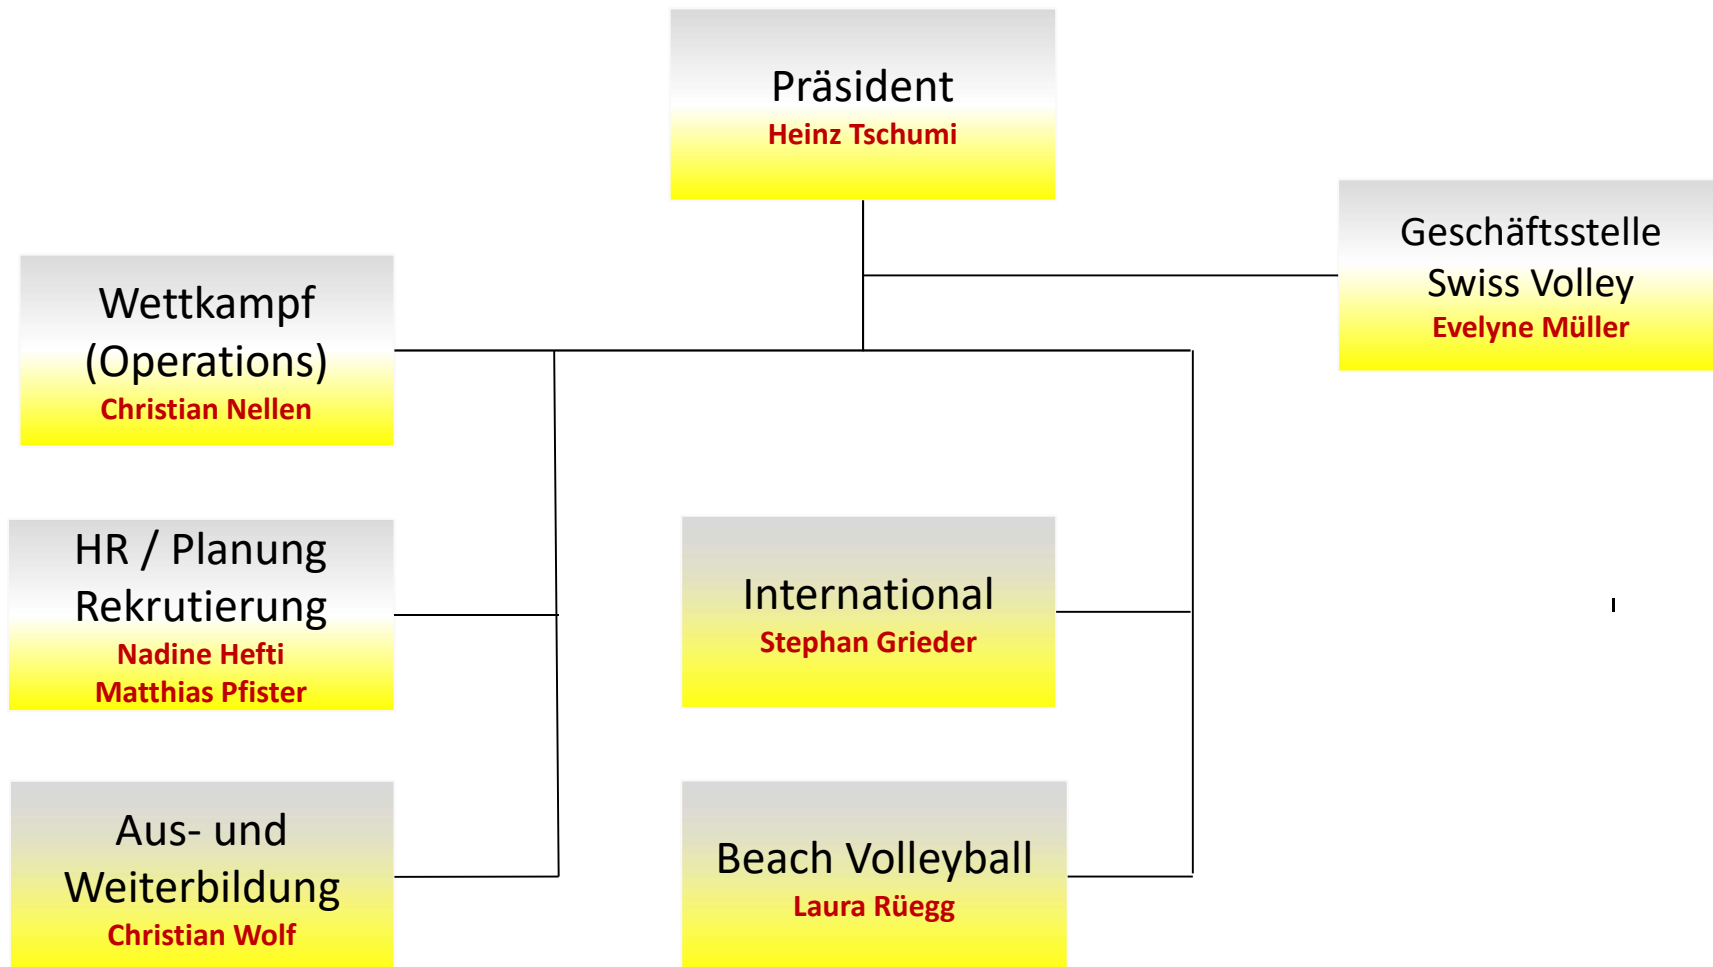 Präsident
Heinz Tschumi
Geschäftsstelle
Swiss Volley
Evelyne Müller
Wettkampf
(Operations)
Christian Nellen
HR / Planung
Rekrutierung
Nadine Hefti
Matthias Pfister
International
Stephan Grieder
Aus- und
Weiterbildung
Christian Wolf
Beach Volleyball
Laura Rüegg